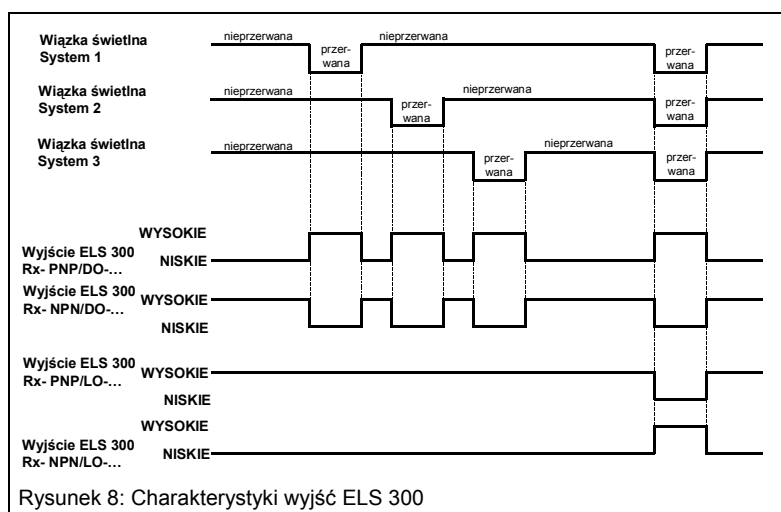 Wiązka świetlna
System 1
nieprzerwana
przer-
wana
nieprzerwana
przer-
wana
Wiązka świetlna
System 2
nieprzerwana
przer-
wana
nieprzerwana
przer-
wana
Wiązka świetlna
System 3
nieprzerwana
przer-
wana
nieprzerwana
przer-
wana
WYSOKIE
Wyjście ELS 300
Rx- PNP/DO-...
NISKIE
Wyjście ELS 300
Rx- NPN/DO-...
WYSOKIE
NISKIE
Wyjście ELS 300
Rx- PNP/LO-...
WYSOKIE
NISKIE
WYSOKIE
Wyjście ELS 300
Rx- NPN/LO-...
NISKIE
Rysunek 8: Charakterystyki wyjść ELS 300